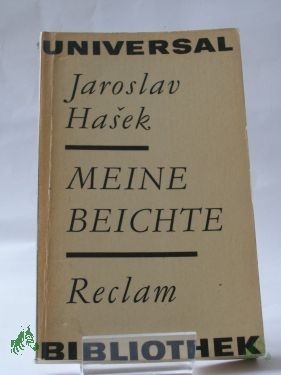 UNIVERSAL
Jaroslav
Hašek
MEINE
BEICHTE
Reclam
BIBLIOTHEK